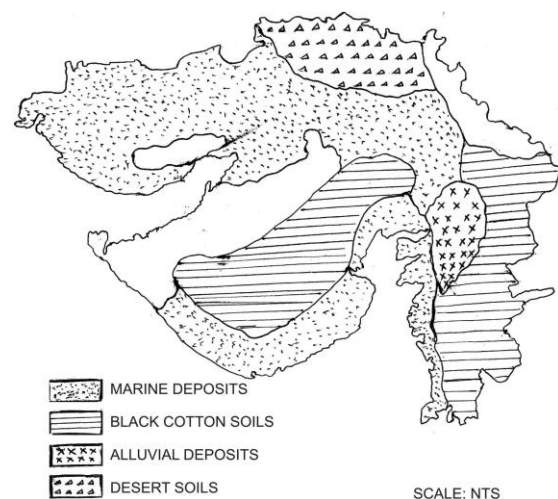 MARINE DEPOSITS
BLACK COTTON SOILS
ALLUVIAL DEPOSITS
DESERT SOILS
SCALE: NTS